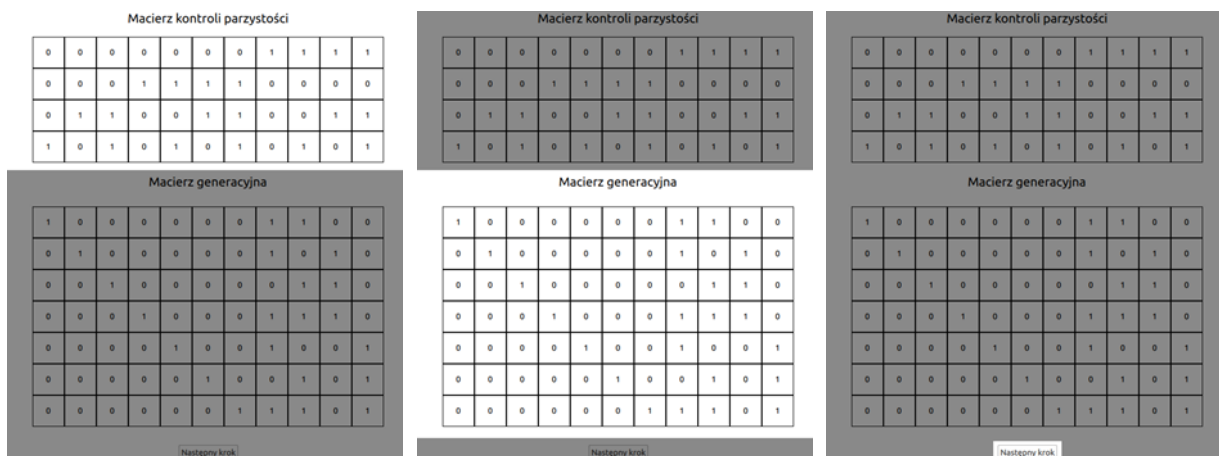 Macierz kontroli parzystości
0 0 0 0 0 0 0 1 1 1 1
0 0 0 1 1 1 1 0 0 0 0
0 1 1 0 0 1 1 0 0 1 1
1 0 1 0 1 0 1 0 1 0 1
Macierz generacyjna
1 0 0 0 0 0 0 1 1 0 0
0 1 0 0 0 0 0 1 0 1 0
0 0 1 0 0 0 0 0 1 1 0
0 0 0 1 0 0 0 1 1 1 0
0 0 0 0 1 0 0 1 0 0 1
0 0 0 0 0 1 0 0 1 0 1
0 0 0 0 0 0 1 1 1 0 1
Następny krok
Macierz kontroli parzystości
0 0 0 0 0 0 0 1 1 1 1
0 0 0 1 1 1 1 0 0 0 0
0 1 1 0 0 1 1 0 0 1 1
1 0 1 0 1 0 1 0 1 0 1
Macierz generacyjna
1 0 0 0 0 0 0 1 1 0 0
0 1 0 0 0 0 0 1 0 1 0
0 0 1 0 0 0 0 0 1 1 0
0 0 0 1 0 0 0 1 1 1 0
0 0 0 0 1 0 0 1 0 0 1
0 0 0 0 0 1 0 0 1 0 1
0 0 0 0 0 0 1 1 1 0 1
Następny krok
Macierz kontroli parzystości
0 0 0 0 0 0 0 1 1 1 1
0 0 0 1 1 1 1 0 0 0 0
0 1 1 0 0 1 1 0 0 1 1
1 0 1 0 1 0 1 0 1 0 1
Macierz generacyjna
1 0 0 0 0 0 0 1 1 0 0
0 1 0 0 0 0 0 1 0 1 0
0 0 1 0 0 0 0 0 1 1 0
0 0 0 1 0 0 0 1 1 1 0
0 0 0 0 1 0 0 1 0 0 1
0 0 0 0 0 1 0 0 1 0 1
0 0 0 0 0 0 1 1 1 0 1
Następny krok